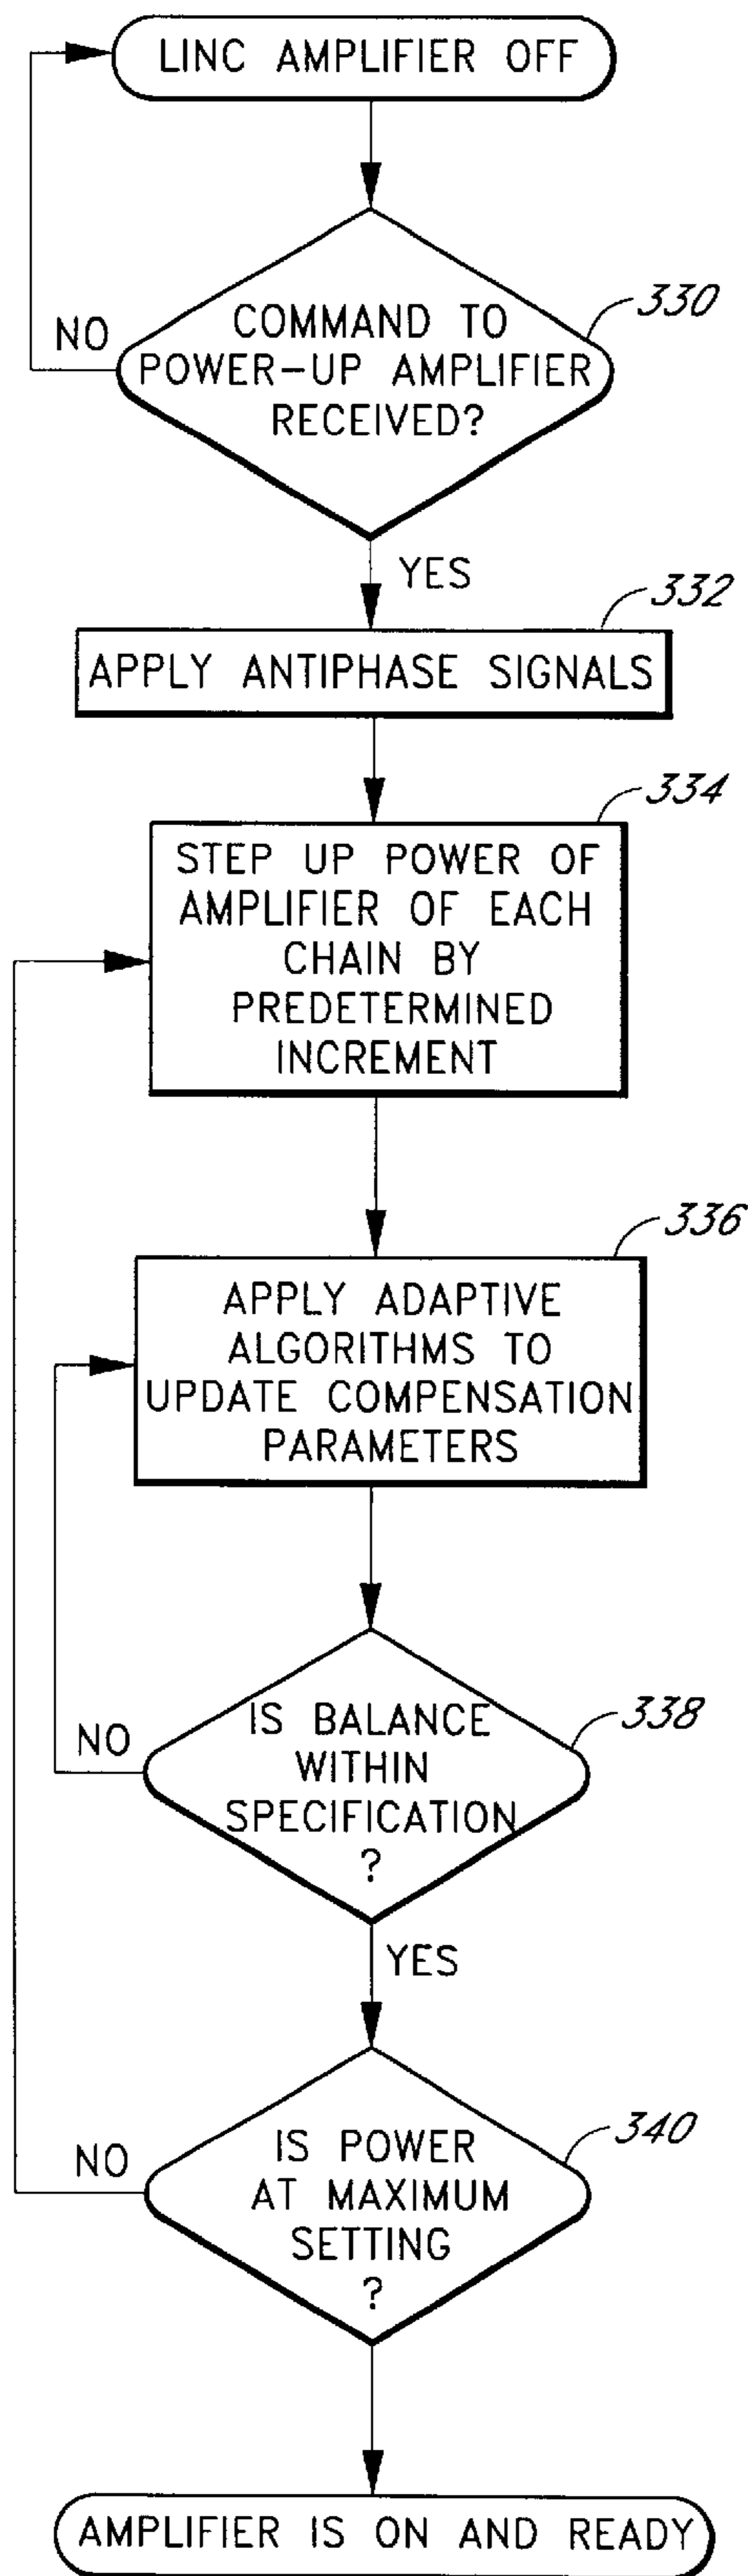 LINC AMPLIFIER OFF
330
NO
COMMAND TO
POWER-UP AMPLIFIER
RECEIVED?
YES
332
APPLY ANTIPHASE SIGNALS
334
STEP UP POWER OF
AMPLIFIER OF EACH
CHAIN BY
PREDETERMINED
INCREMENT
336
APPLY ADAPTIVE
ALGORITHMS TO
UPDATE COMPENSATION
PARAMETERS
338
NO
IS BALANCE
WITHIN
SPECIFICATION
?
YES
340
NO
IS POWER
AT MAXIMUM
SETTING
?
AMPLIFIER IS ON AND READY